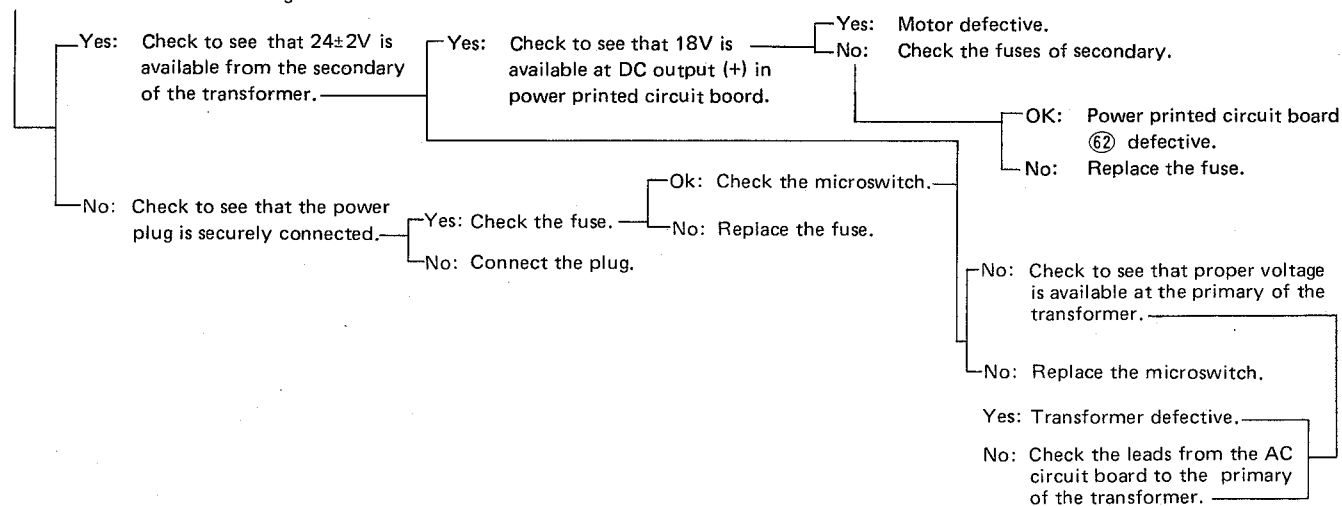 Yes: Check to see that 24±2V is
available from the secondary
of the transformer.
Yes: Check to see that 18V is
available at DC output (+) in
power printed circuit boord.
Yes: Motor defective.
No: Check the fuses of secondary.
OK: Power printed circuit board
62 defective.
No: Replace the fuse.
No: Check to see that the power
plug is securely connected.
Yes: Check the fuse.
No: Connect the plug.
Ok: Check the microswitch.
No: Replace the fuse.
No: Check to see that proper voltage
is available at the primary of the
transformer.
No: Replace the microswitch.
Yes: Transformer defective.
No: Check the leads from the AC
circuit board to the primary
of the transformer.